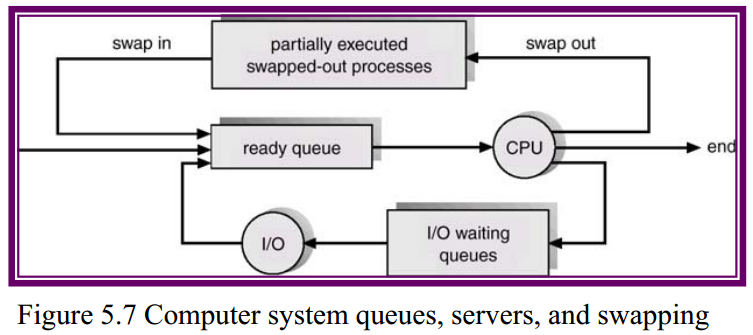 swap in
partially executed
swapped-out processes
swap out
ready queue
CPU
end
I/O
I/O waiting
queues
Figure 5.7 Computer system queues, servers, and swapping